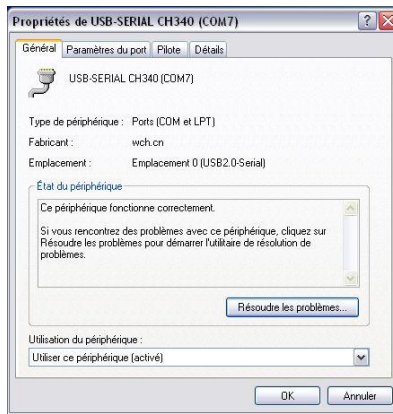 Propriétés de USB-SERIAL CH340 (COM7)
Général
Paramètres du port
Pilote
Détails
USB-SERIAL CH340 (COM7)
Type de périphérique : Ports (COM et LPT)
Fabricant : wch.cn
Emplacement : Emplacement 0 (USB2.0-Serial)
État du périphérique
Ce périphérique fonctionne correctement.
Si vous rencontrez des problèmes avec ce périphérique, cliquez sur
Résoudre les problèmes pour démarrer l'utilitaire de résolution de
problèmes.
Résoudre les problèmes...
Utilisation du périphérique :
Utiliser ce périphérique (activé)
OK
Annuler